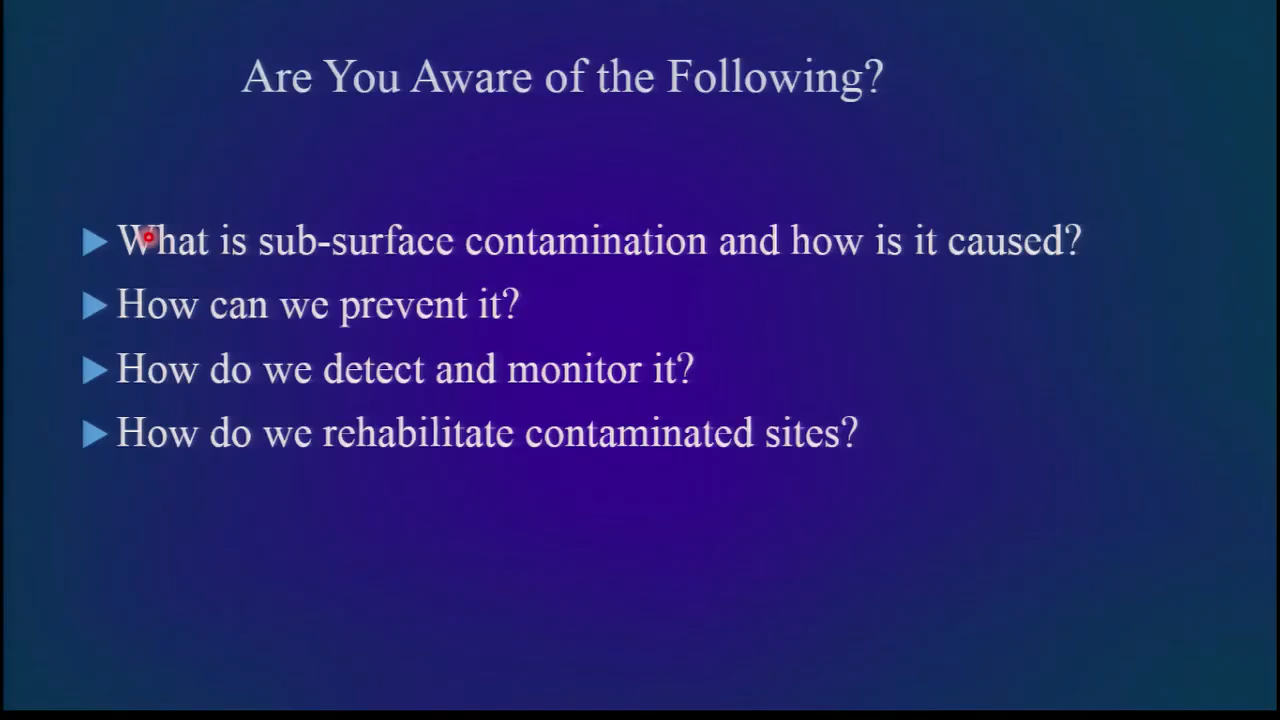 Are You Aware of the Following?
What is sub-surface contamination and how is it caused?
How can we prevent it?
How do we detect and monitor it?
How do we rehabilitate contaminated sites?